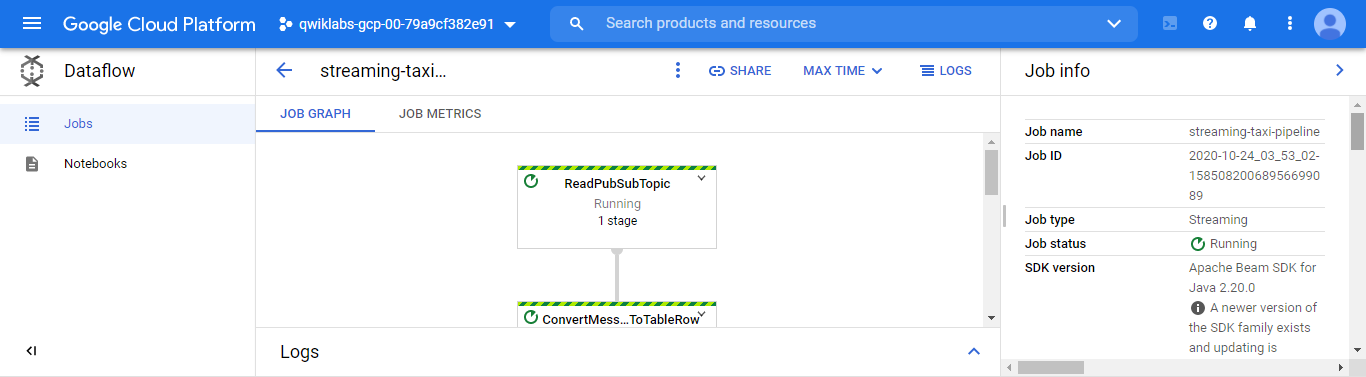 Google Cloud Platform
qwiklabs-gcp-00-79a9cf382e91
Search products and resources
Dataflow
Jobs
Notebooks
streaming-taxi...
SHARE
MAX TIME
LOGS
JOB GRAPH
JOB METRICS
ReadPubSubTopic
Running
1 stage
ConvertMess...ToTableRow
Logs
Job info
Job name streaming-taxi-pipeline
Job ID 2020-10-24_03_53_02-
158508200689566990
89
Job type Streaming
Job status Running
SDK version Apache Beam SDK for
Java 2.20.0
A newer version of
the SDK family exists
and updating is